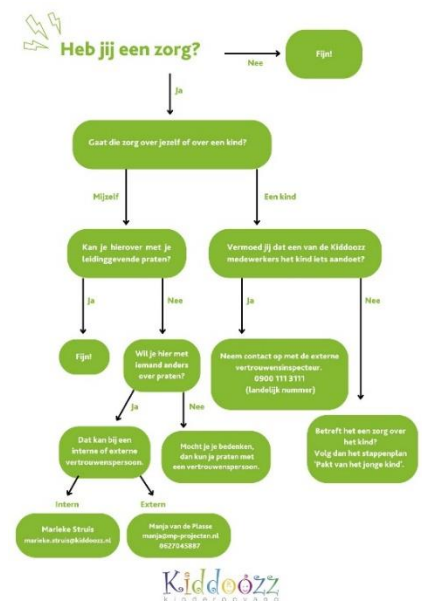 Heb jij een zorg?
Nee
Fijn!
Ja
Gaat die zorg over jezelf of over een kind?
Mijzelf
Een kind
Kan je hierover met je
leidinggevende praten?
Vermoed jij dat een van de Kiddoozz
medewerkers het kind iets aandoet?
Ja
Nee
Ja
Nee
Fijn!
Wil je hier met
iemand anders
over praten?
Neem contact op met de externe
vertrouwensinspecteur.
0900 111 3111
(landelijk nummer)
Ja
Nee
Dat kan bij een
interne of externe
vertrouwenspersoon.
Mocht je je bedenken,
dan kun je praten met
een vertrouwenspersoon.
Betreft het een zorg over
het kind?
Volg dan het stappenplan
'Pakt van het jonge kind'.
Intern
Extern
Marieke Struis
marieke.struis@kiddoozz.nl
Manja van de Plasse
manja@mp-projecten.nl
0627045887
Kiddoozz
kinderopvang